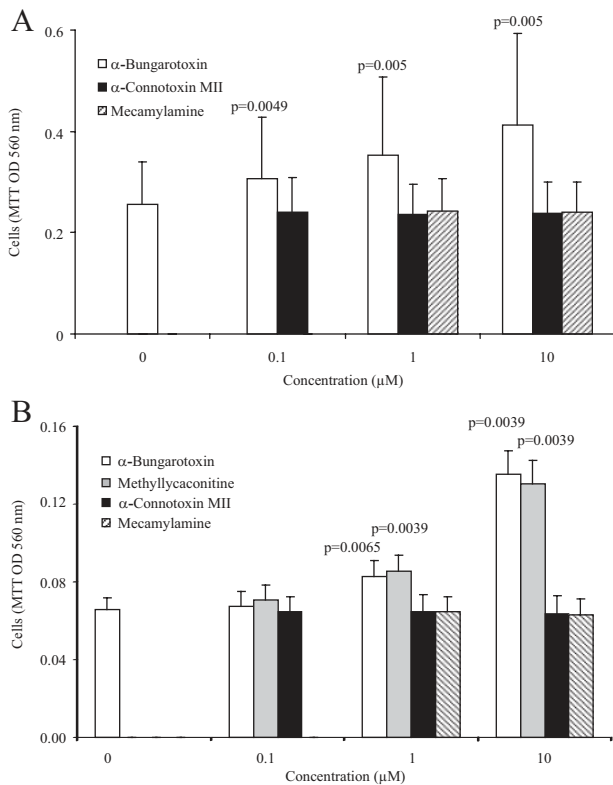 A
0.6
0.4
0.2
0
Cells (MTT OD 560 nm)
α-Bungarotoxin
α-Connotoxin MII
Mecamylamine
p=0.0049
p=0.005
p=0.005
0
0.1
1
10
Concentration (µM)
B
0.16
0.12
0.08
0.04
0.00
Cells (MTT OD 560 nm)
α-Bungarotoxin
Methyllycaconitine
α-Connotoxin MII
Mecamylamine
p=0.0065
p=0.0039
p=0.0039
p=0.0039
0
0.1
1
10
Concentration (µM)